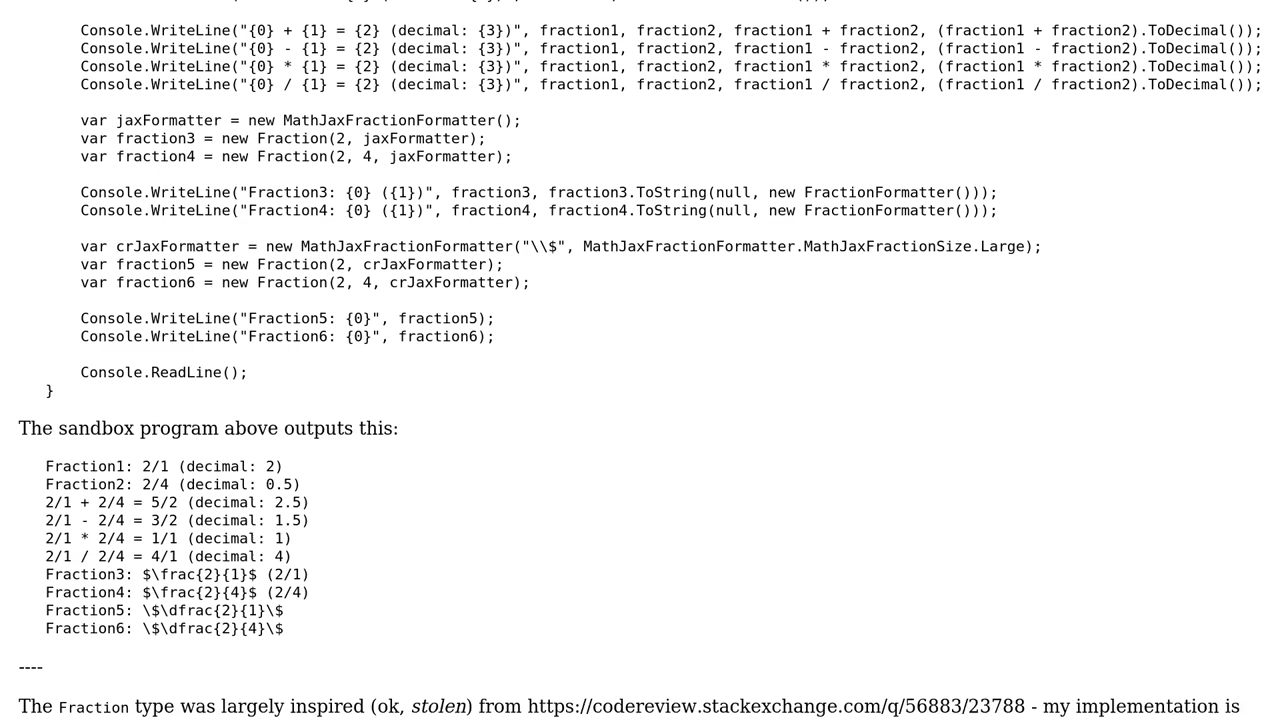 Console.WriteLine("{0} + {1} = {2} (decimal: {3})", fraction1, fraction2, fraction1 + fraction2, (fraction1 + fraction2).ToDecimal());
Console.WriteLine("{0} - {1} = {2} (decimal: {3})", fraction1, fraction2, fraction1 - fraction2, (fraction1 - fraction2).ToDecimal());
Console.WriteLine("{0} * {1} = {2} (decimal: {3})", fraction1, fraction2, fraction1 * fraction2, (fraction1 * fraction2).ToDecimal());
Console.WriteLine("{0} / {1} = {2} (decimal: {3})", fraction1, fraction2, fraction1 / fraction2, (fraction1 / fraction2).ToDecimal());
var jaxFormatter = new MathJaxFractionFormatter();
var fraction3 = new Fraction(2, jaxFormatter);
var fraction4 = new Fraction(2, 4, jaxFormatter);
Console.WriteLine("Fraction3: {0} ({1})", fraction3, fraction3.ToString(null, new FractionFormatter()));
Console.WriteLine("Fraction4: {0} ({1})", fraction4, fraction4.ToString(null, new FractionFormatter()));
var crJaxFormatter = new MathJaxFractionFormatter("\\$", MathJaxFractionFormatter.MathJaxFractionSize.Large);
var fraction5 = new Fraction(2, crJaxFormatter);
var fraction6 = new Fraction(2, 4, crJaxFormatter);
Console.WriteLine("Fraction5: {0}", fraction5);
Console.WriteLine("Fraction6: {0}", fraction6);
Console.ReadLine();
}
The sandbox program above outputs this:
Fraction1: 2/1 (decimal: 2)
Fraction2: 2/4 (decimal: 0.5)
2/1 + 2/4 = 5/2 (decimal: 2.5)
2/1 - 2/4 = 3/2 (decimal: 1.5)
2/1 * 2/4 = 1/1 (decimal: 1)
2/1 / 2/4 = 4/1 (decimal: 4)
Fraction3: $\frac{2}{1}$ (2/1)
Fraction4: $\frac{2}{4}$ (2/4)
Fraction5: \$\dfrac{2}{1}\$
Fraction6: \$\dfrac{2}{4}\$
----
The Fraction type was largely inspired (ok, stolen) from https://codereview.stackexchange.com/q/56883/23788 - my implementation is